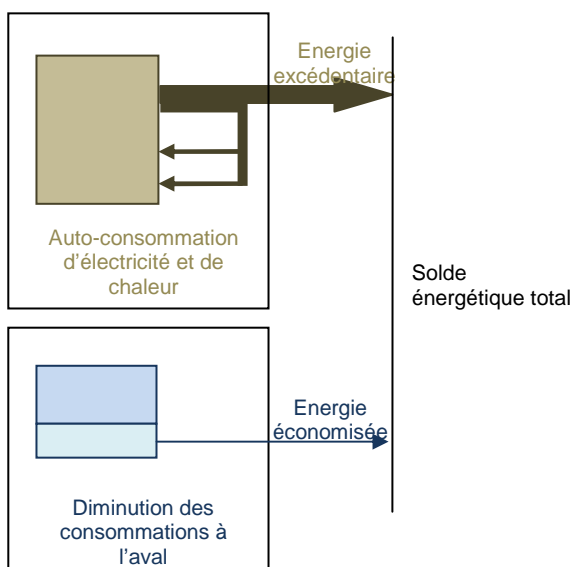 Energie
excédentaire
Auto-consommation
d'électricité et de
chaleur
Solde
énergétique total
Energie
économisée
Diminution des
consommations à
l'aval